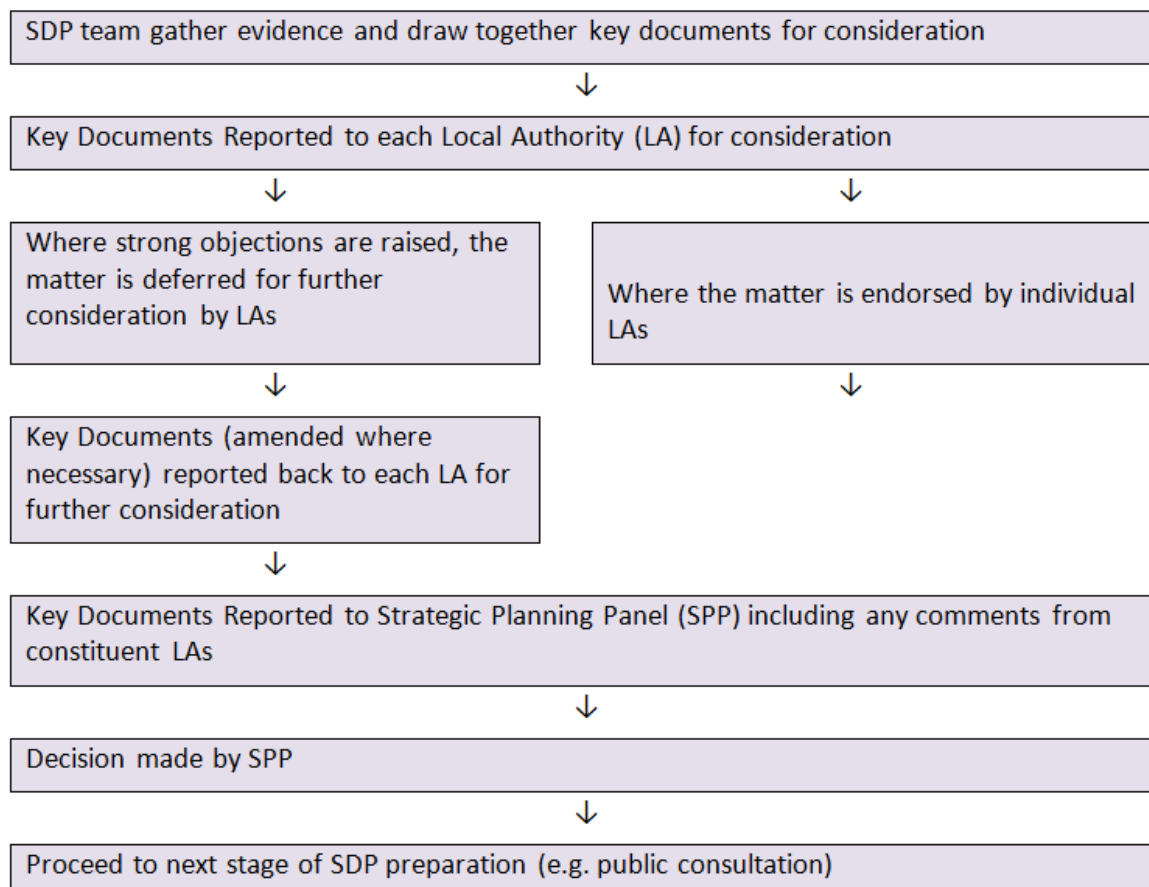 SDP team gather evidence and draw together key documents for consideration
↓
Key Documents Reported to each Local Authority (LA) for consideration
↓ ↓
Where strong objections are raised, the
matter is deferred for further
consideration by LAs
Where the matter is endorsed by individual
LAs
↓ ↓
Key Documents (amended where
necessary) reported back to each LA for
further consideration
↓
Key Documents Reported to Strategic Planning Panel (SPP) including any comments from
constituent LAs
↓
Decision made by SPP
↓
Proceed to next stage of SDP preparation (e.g. public consultation)